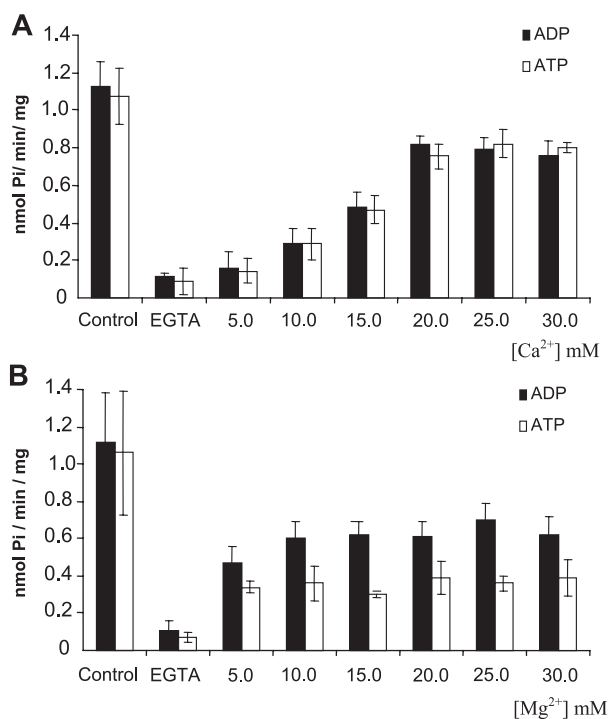 A
nmol Pi/ min/ mg
1.4
1.2
1.0
0.8
0.6
0.4
0.2
0
ADP
ATP
Control EGTA 5.0 10.0 15.0 20.0 25.0 30.0
[Ca²⁺] mM
B
nmol Pi / min / mg
1.4
1.2
1.0
0.8
0.6
0.4
0.2
0
ADP
ATP
Control EGTA 5.0 10.0 15.0 20.0 25.0 30.0
[Mg²⁺] mM